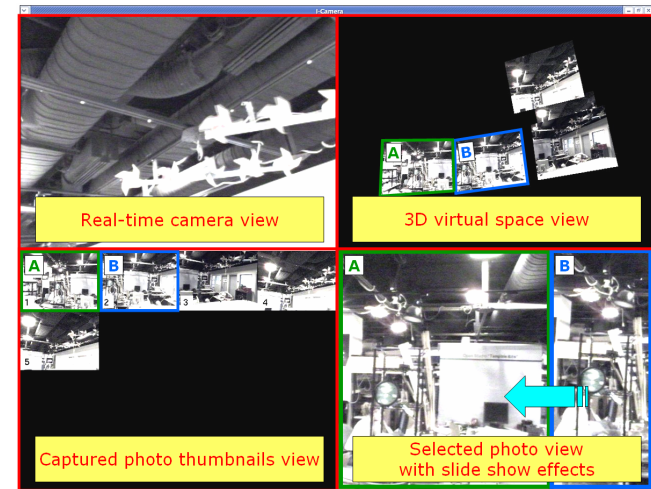 i-Camera
Real-time camera view
A
B
3D virtual space view
A
B
1
2
3
4
5
Captured photo thumbnails view
A
B
Selected photo view
with slide show effects